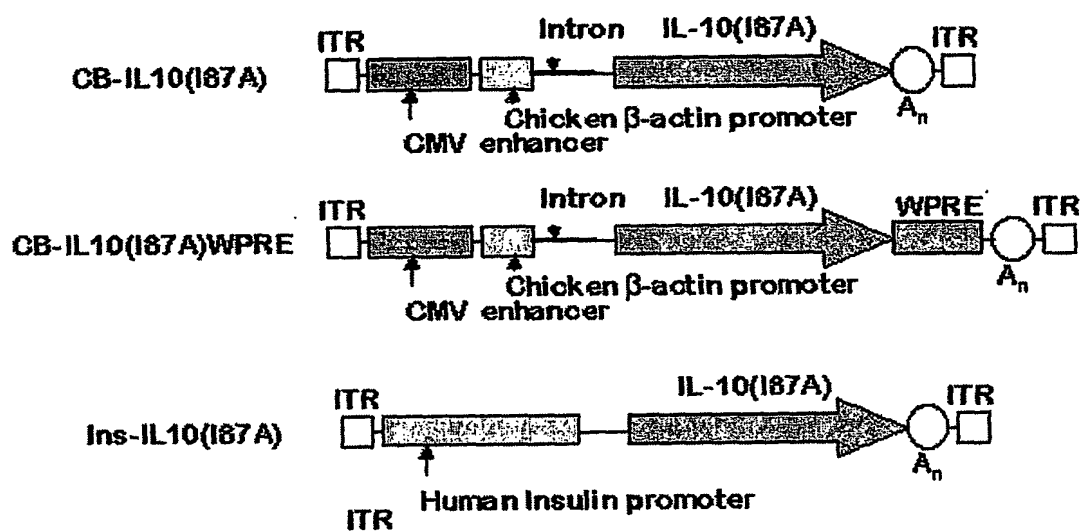 Intron IL-10(I87A) ITR
ITR
CB-IL10(I87A)
Chicken β-actin promoter An
CMV enhancer
Intron IL-10(I87A) WPRE ITR
ITR
CB-IL10(I87A)WPRE
Chicken β-actin promoter An
CMV enhancer
IL-10(I87A) ITR
ITR
Ins-IL10(I87A)
An
Human Insulin promoter
ITR